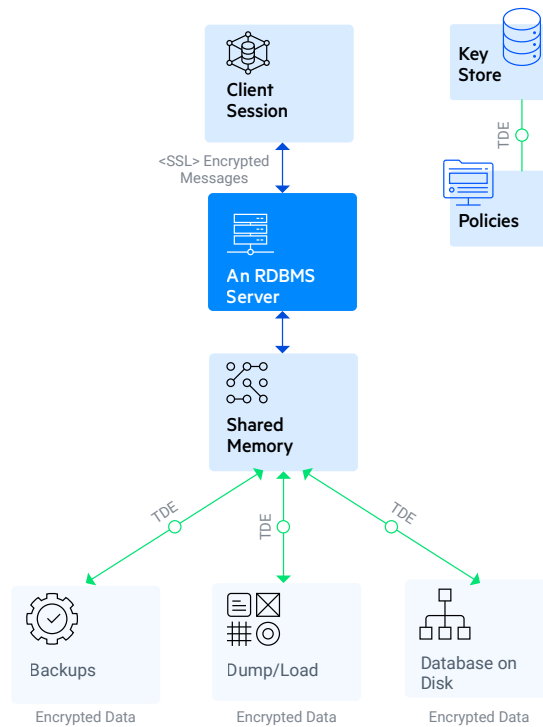 Client
Session
Key
Store
TDE
<SSL> Encrypted
Messages
Policies
An RDBMS
Server
Shared
Memory
TDE
TDE
TDE
Backups
Dump/Load
Database on
Disk
Encrypted Data
Encrypted Data
Encrypted Data